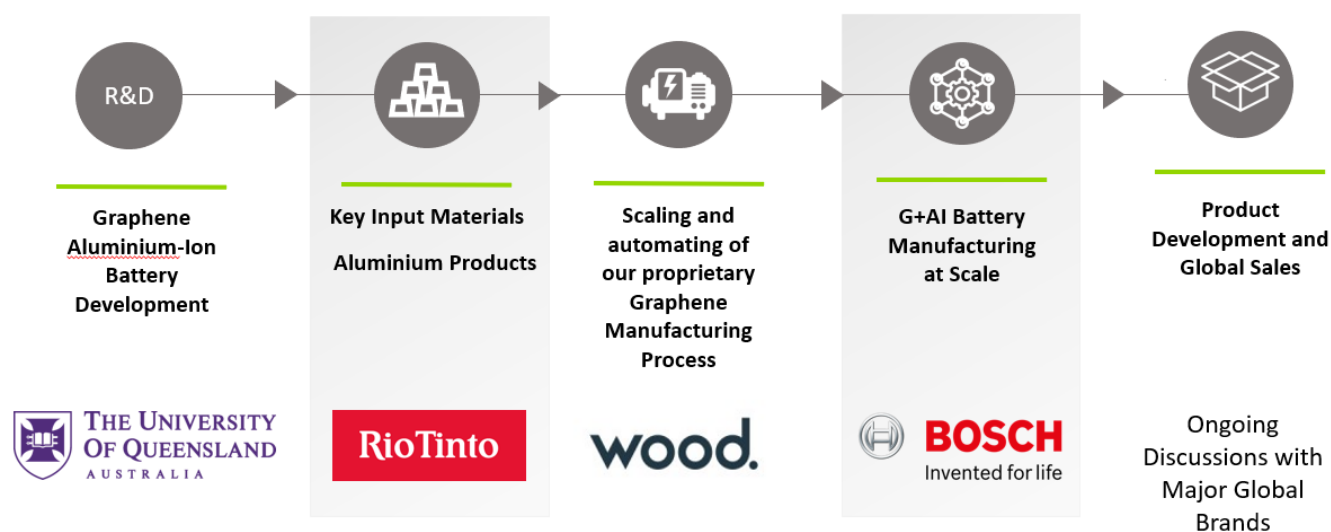 R&D
Graphene
Aluminium-Ion
Battery
Development
THE UNIVERSITY
OF QUEENSLAND
AUSTRALIA
Key Input Materials
Aluminium Products
RioTinto
Scaling and
automating of
our proprietary
Graphene
Manufacturing
Process
wood.
G+AI Battery
Manufacturing
at Scale
BOSCH
Invented for life
Product
Development and
Global Sales
Ongoing
Discussions with
Major Global
Brands